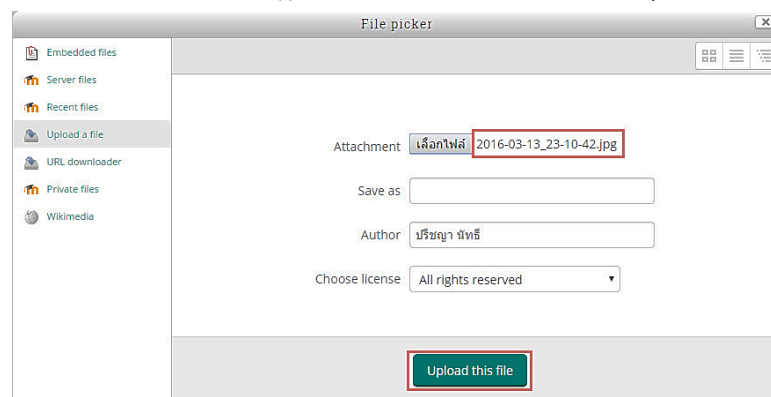 File picker
Embedded files
Server files
Recent files
Upload a file
URL downloader
Private files
Wikimedia
Attachment เลือกไฟล์ 2016-03-13_23-10-42.jpg
Save as
Author ปรีชญา นัทธี
Choose license All rights reserved
Upload this file